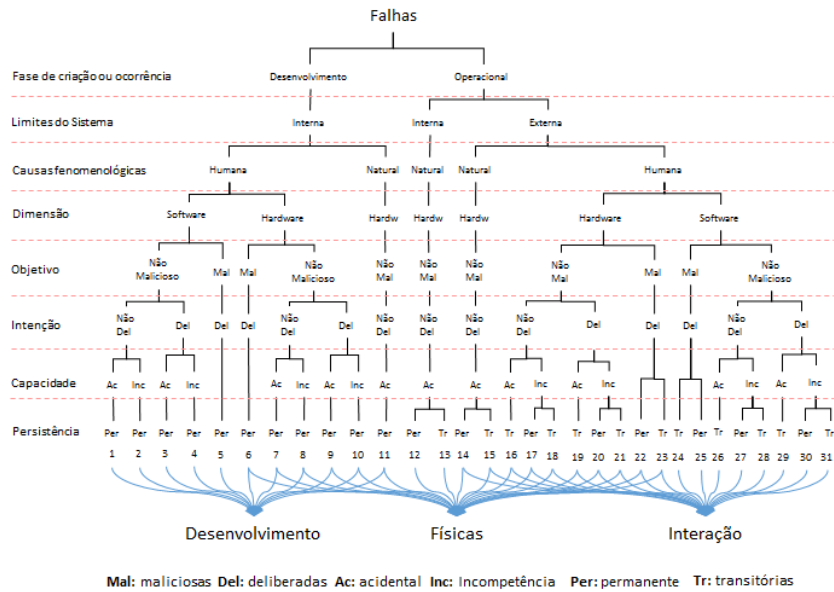 Falhas
Fase de criação ou ocorrência Desenvolvimento Operacional
Limites do Sistema Interna Interna Externa
Causas fenomenológicas Humana Natural Natural Natural Humana
Dimensão Software Hardware Hardw Hardw Hardw Hardware Software
Não Não Não Não Não Não Não
Objetivo Malicioso Mal Mal Malicioso Mal Mal Mal Mal Mal Mal Malicioso
Não Não Não Não Não Não Não
Intenção Del Del Del Del Del Del Del Del Del Del Del Del Del Del Del
Capacidade Ac Inc Ac Inc Ac Inc Ac Inc Ac Ac Ac Ac Inc Ac Inc Ac Inc Ac Inc
Persistência Per Per Per Per Per Per Per Per Per Per Per Per Tr Per Tr Tr Per Tr Tr Per Tr Per Tr Tr Per Tr Per Tr Tr Per Tr
1 2 3 4 5 6 7 8 9 10 11 12 13 14 15 16 17 18 19 20 21 22 23 24 25 26 27 28 29 30 31
Desenvolvimento Físicas Interação
Mal: maliciosas Del: deliberadas Ac: acidental Inc: Incompetência Per: permanente Tr: transitórias